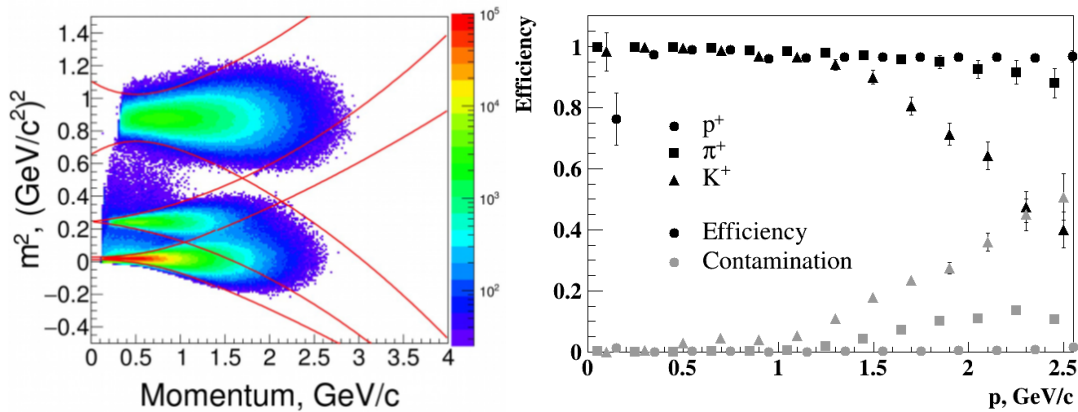 m², (GeV/c²)²
1.4
1.2
1
0.8
0.6
0.4
0.2
0
−0.2
−0.4
0 0.5 1 1.5 2 2.5 3 3.5 4
Momentum, GeV/c
10⁵
10⁴
10³
10²
Efficiency
1
0.8
0.6
0.4
0.2
0
p⁺
π⁺
K⁺
Efficiency
Contamination
0 0.5 1 1.5 2 2.5
p, GeV/c